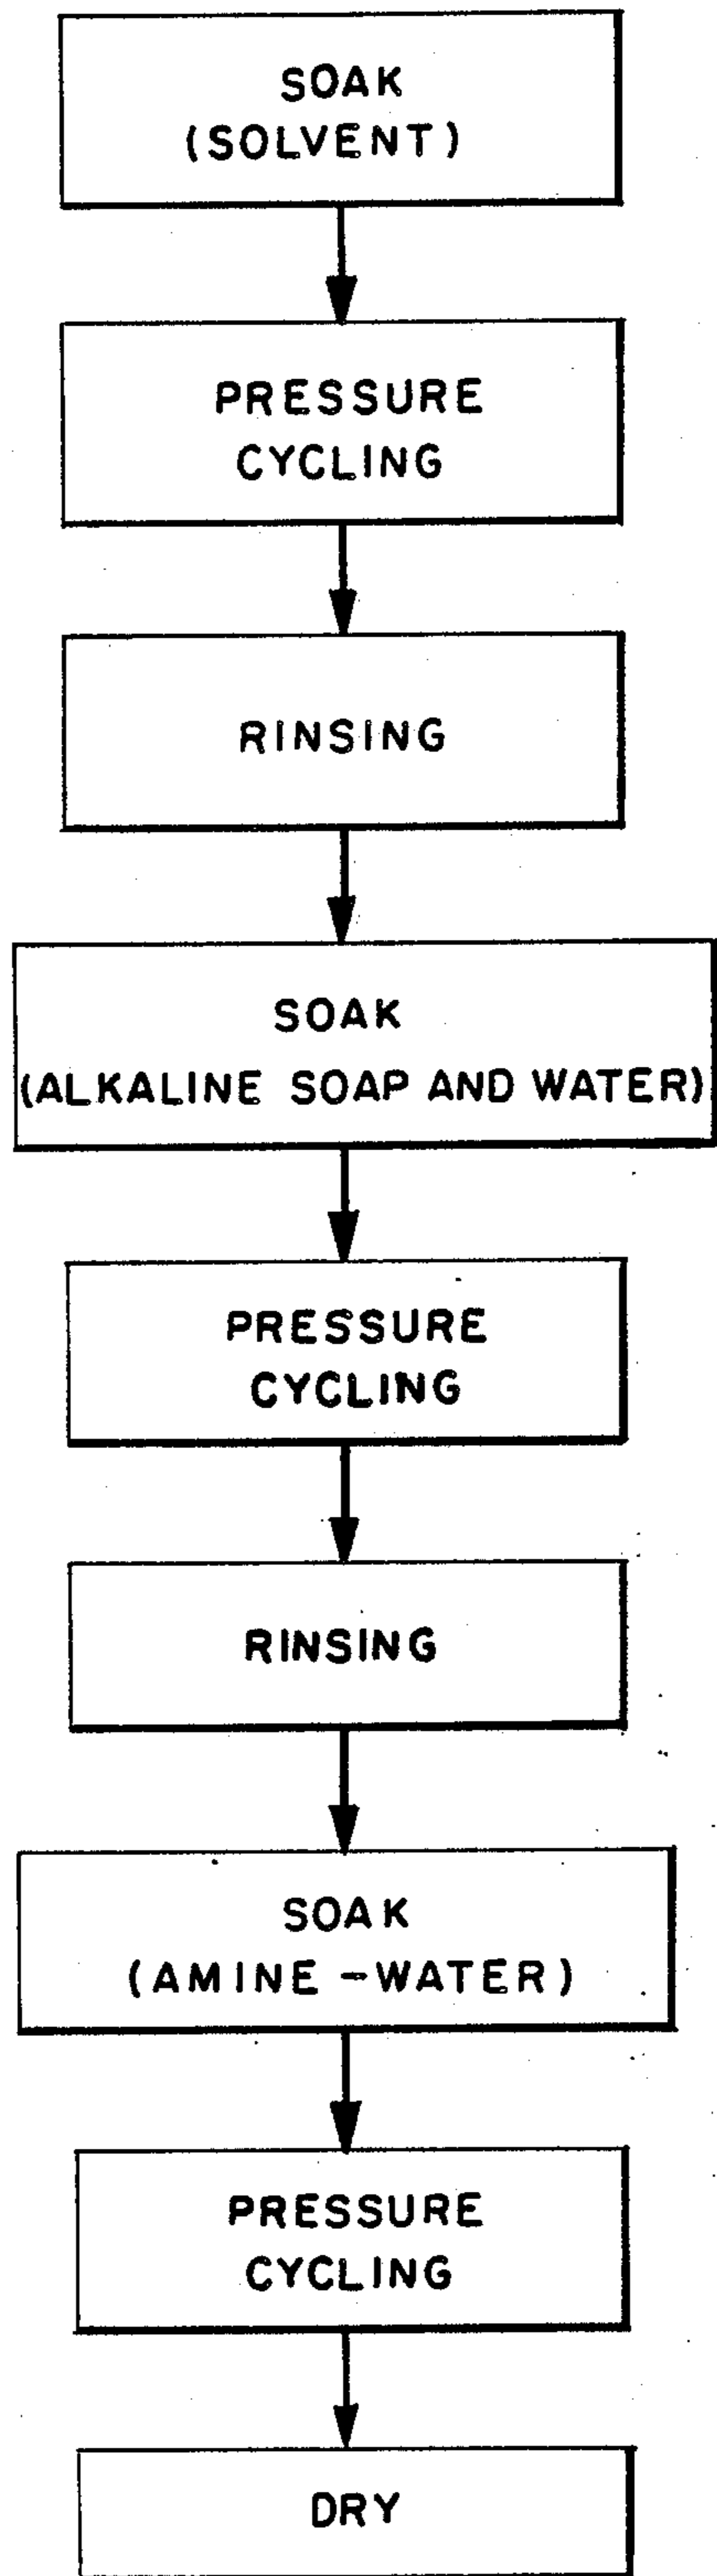 SOAK
(SOLVENT)
PRESSURE
CYCLING
RINSING
SOAK
(ALKALINE SOAP AND WATER)
PRESSURE
CYCLING
RINSING
SOAK
(AMINE-WATER)
PRESSURE
CYCLING
DRY